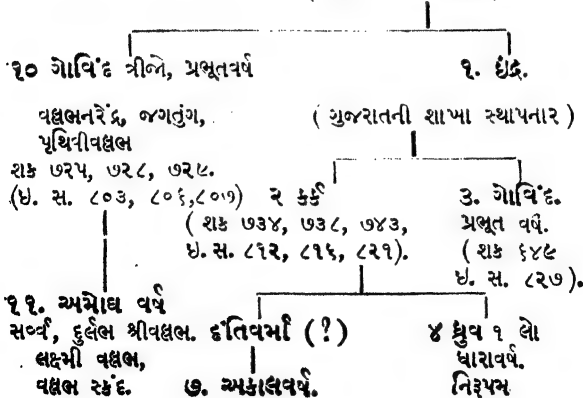 ૧૦ ગોવિંદ ત્રીજો, પ્રભૂતવર્ષ
૧. ઇંદ્ર.
વલ્લભનરેંદ્ર, જગતુંગ,
( ગુજરાતની શાખા સ્થાપનાર )
પૃથિવીવલ્લભ
શક ૭૨૫, ૭૨૮, ૭૨૯.
(ઇ. સ. ૮૦૩, ૮૦૬,૮૦૭)
૨ કર્ક
૩. ગોવિંદ.
( શક ૭૩૪, ૭૩૮, ૭૪૩,
પ્રભૂત વર્ષ.
ઇ. સ. ૮૧૨, ૮૧૬, ૮૨૧).
( શક ૬૪૯
ઇ. સ. ૮૨૭).
૧૧. અમોઘ વર્ષ
સર્વ્વ, દુર્લભ શ્રીવલ્લભ.
દંતિવર્મા (?)
૪ ધ્રુવ ૧ લો
લક્ષ્મી વલ્લભ,
ધારાવર્ષ.
વલ્લભ સ્કંદ.
૭. અકાલવર્ષ.
નિરૂપમ